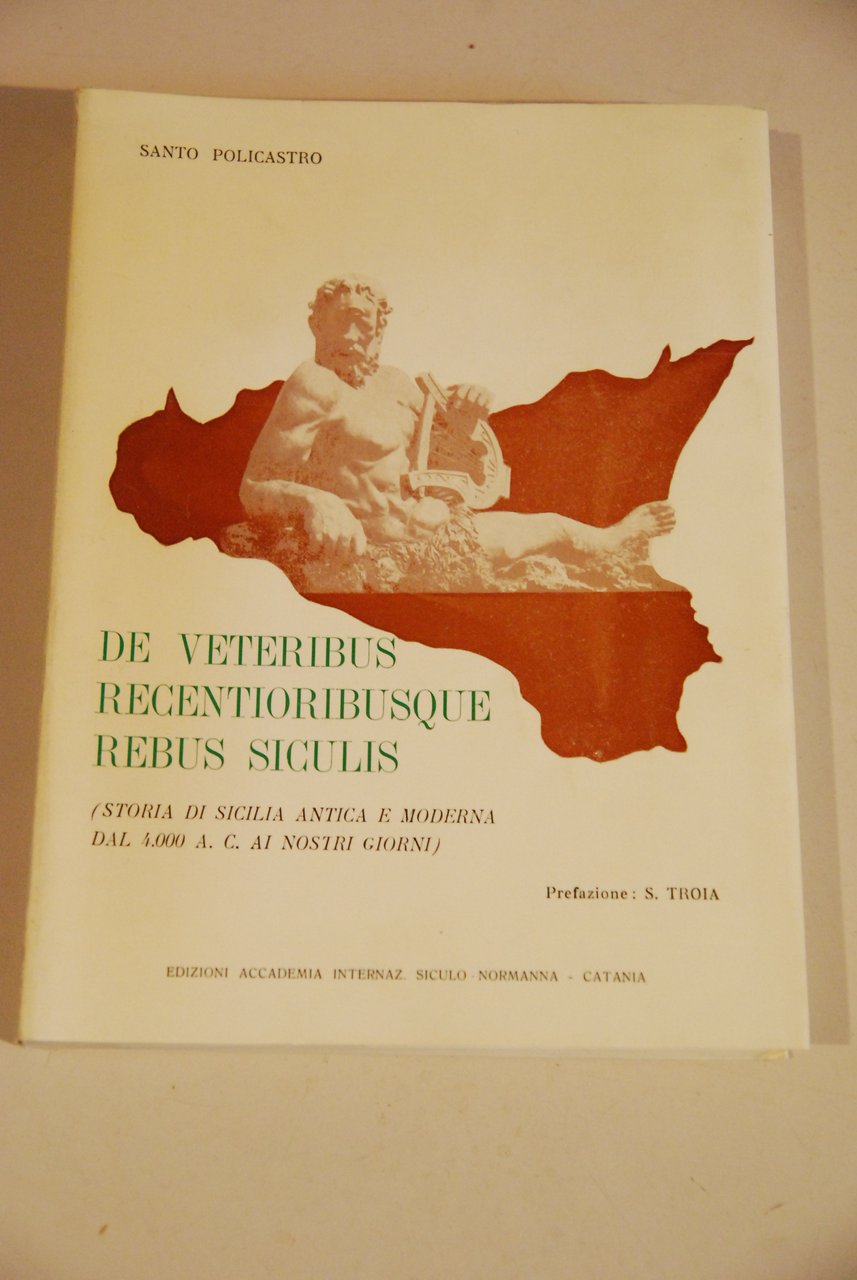 SANTO POLICASTRO
DE VETERIBUS
RECENTIORIBUSQUE
REBUS SICULIS
(STORIA DI SICILIA ANTICA E MODERNA
DAL 4.000 A. C. AI NOSTRI GIORNI)
Prefazione: S. TROIA
EDIZIONI ACCADEMIA INTERNAZ. SICULO - NORMANNA - CATANIA